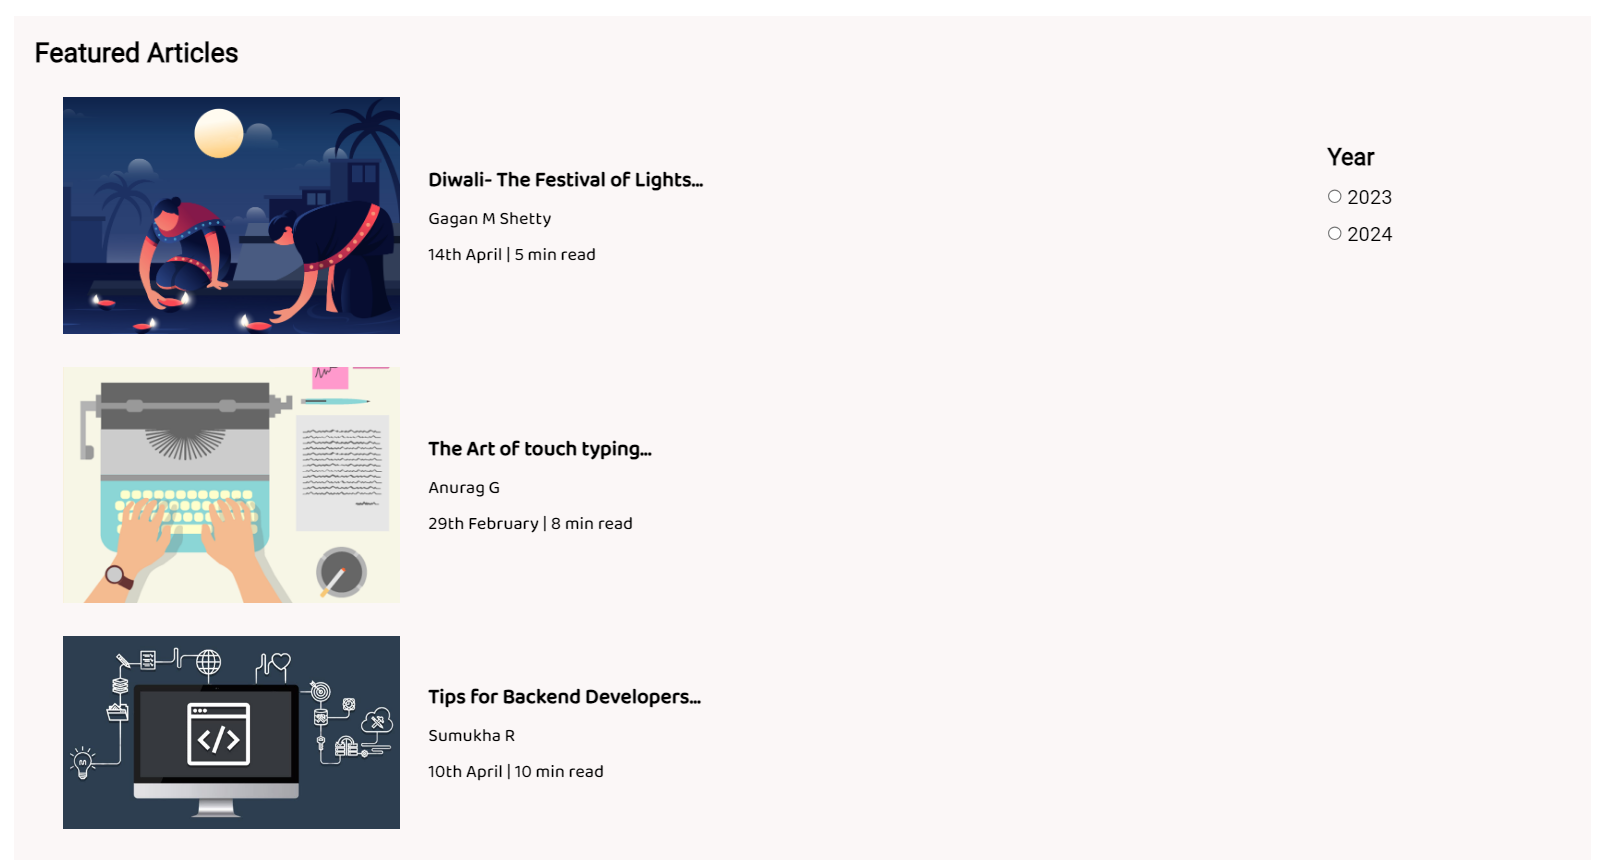 Featured Articles
Diwali- The Festival of Lights...
Gagan M Shetty
14th April | 5 min read
The Art of touch typing...
Anurag G
29th February | 8 min read
Tips for Backend Developers...
Sumukha R
10th April | 10 min read
Year
2023
2024